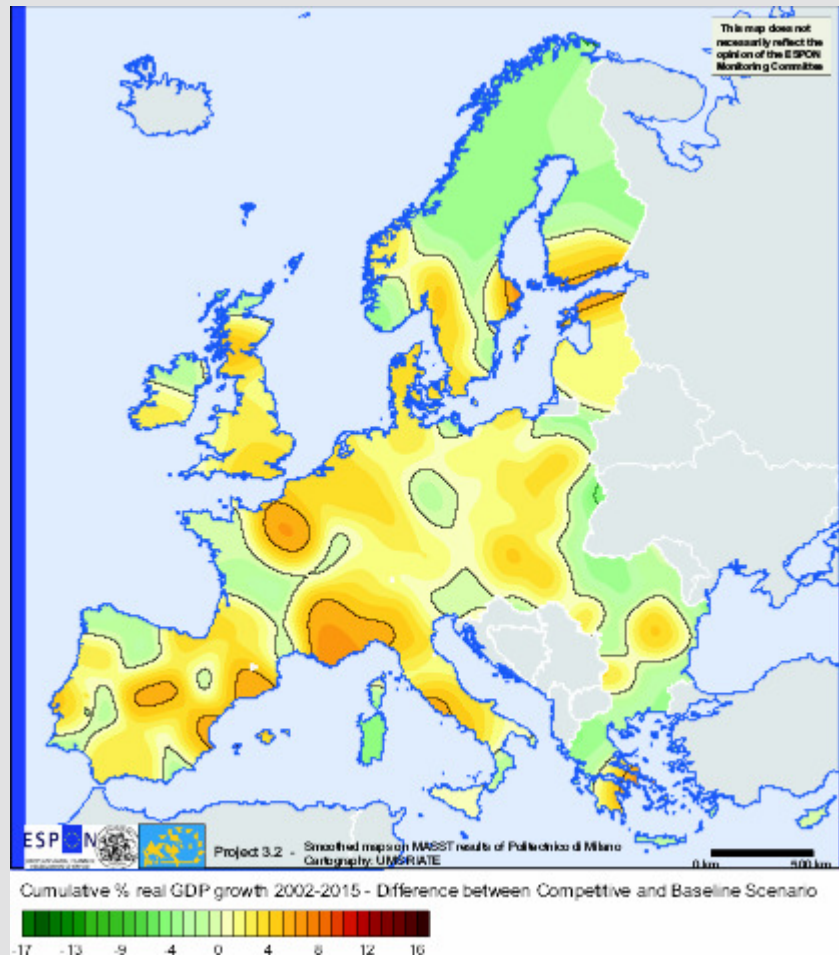 This map does not
necessarily reflect the
opinion of the ESPON
Monitoring Committee
ESPON
Project 3.2 - Smoothed maps on MASST results of Politecnico di Milano
Cartography: UMS RIATE
0 km 500 km
Cumulative % real GDP growth 2002-2015 - Difference between Competitive and Baseline Scenario
-17 -13 -9 -4 0 4 8 12 16